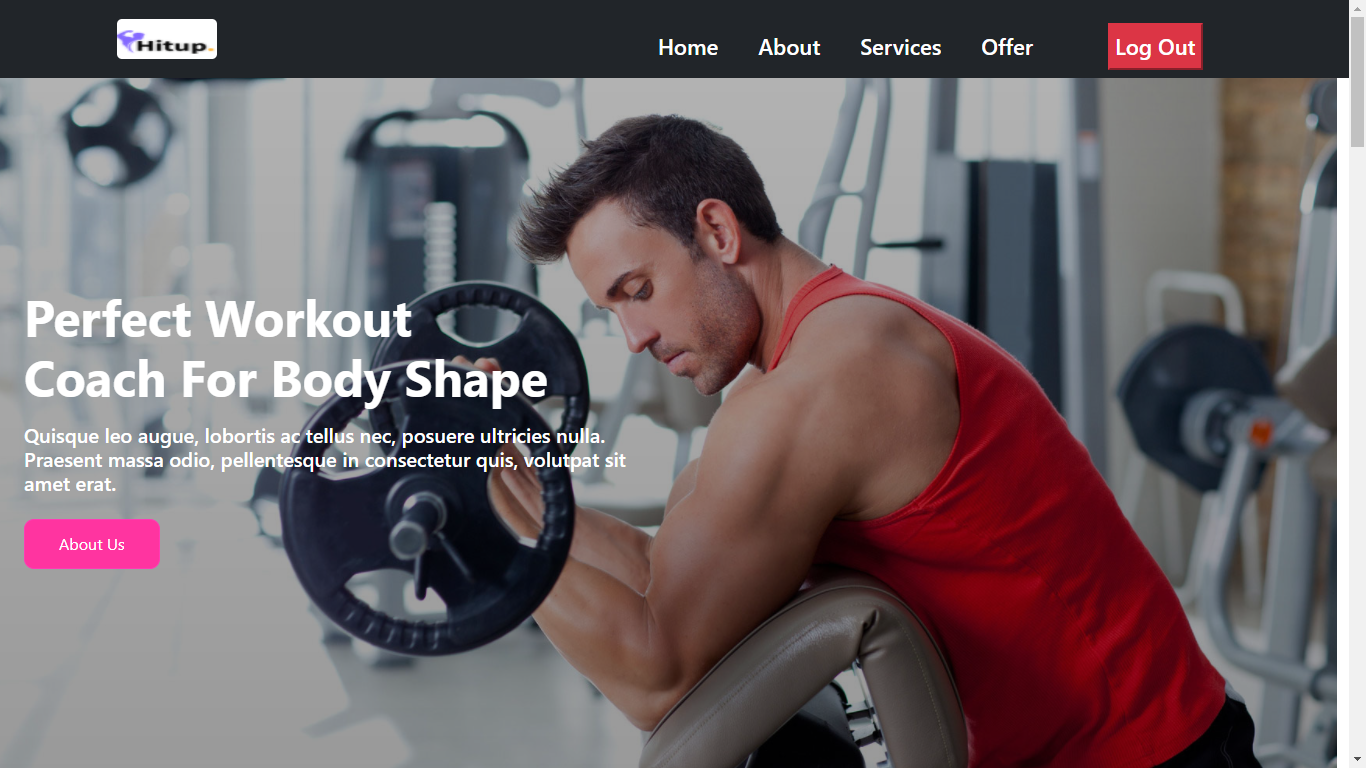 Hitup.
Home About Services Offer Log Out
Perfect Workout
Coach For Body Shape
Quisque leo augue, lobortis ac tellus nec, posuere ultricies nulla.
Praesent massa odio, pellentesque in consectetur quis, volutpat sit
amet erat.
About Us